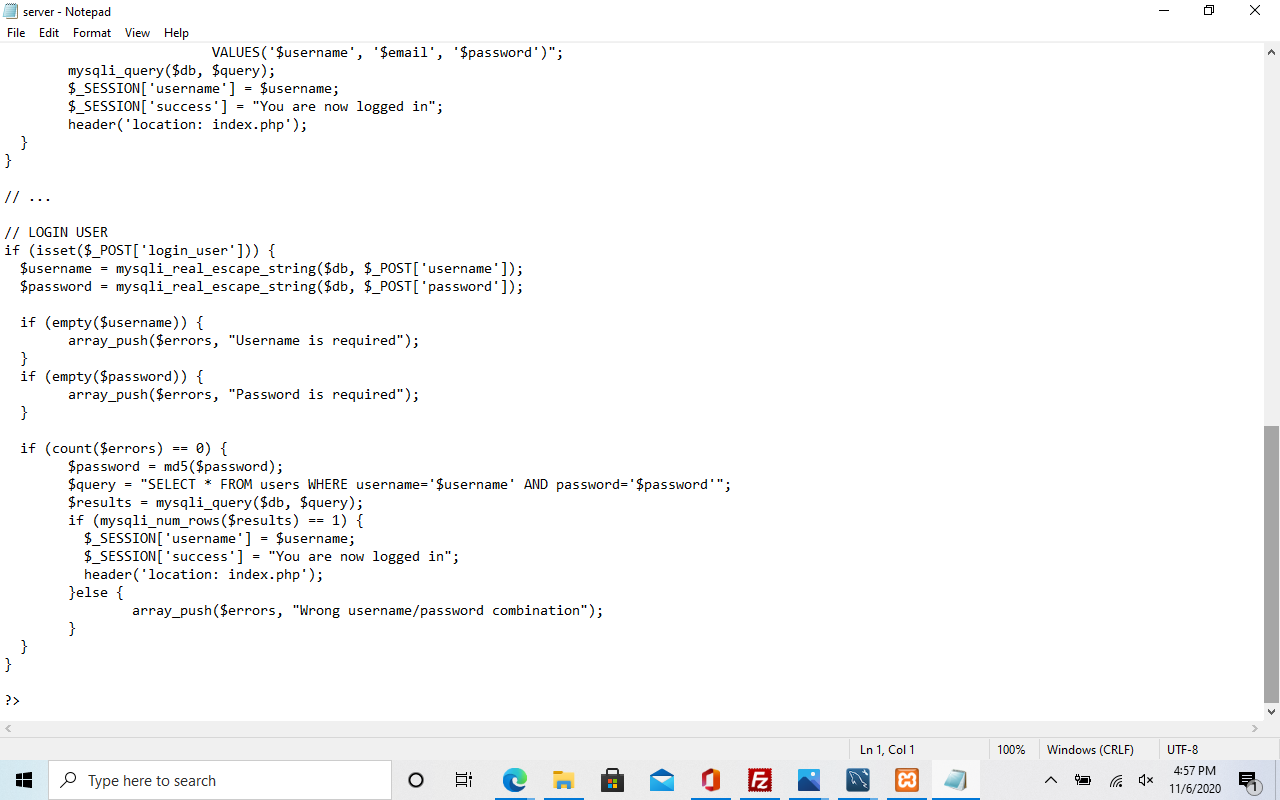 server - Notepad
File Edit Format View Help
VALUES('$username', '$email', '$password')";
mysqli_query($db, $query);
$_SESSION['username'] = $username;
$_SESSION['success'] = "You are now logged in";
header('location: index.php');
}
}
// ...
// LOGIN USER
if (isset($_POST['login_user'])) {
$username = mysqli_real_escape_string($db, $_POST['username']);
$password = mysqli_real_escape_string($db, $_POST['password']);
if (empty($username)) {
array_push($errors, "Username is required");
}
if (empty($password)) {
array_push($errors, "Password is required");
}
if (count($errors) == 0) {
$password = md5($password);
$query = "SELECT * FROM users WHERE username='$username' AND password='$password'";
$results = mysqli_query($db, $query);
if (mysqli_num_rows($results) == 1) {
$_SESSION['username'] = $username;
$_SESSION['success'] = "You are now logged in";
header('location: index.php');
}else {
array_push($errors, "Wrong username/password combination");
}
}
}
?>
Ln 1, Col 1 100% Windows (CRLF) UTF-8
Type here to search
4:57 PM
11/6/2020
1